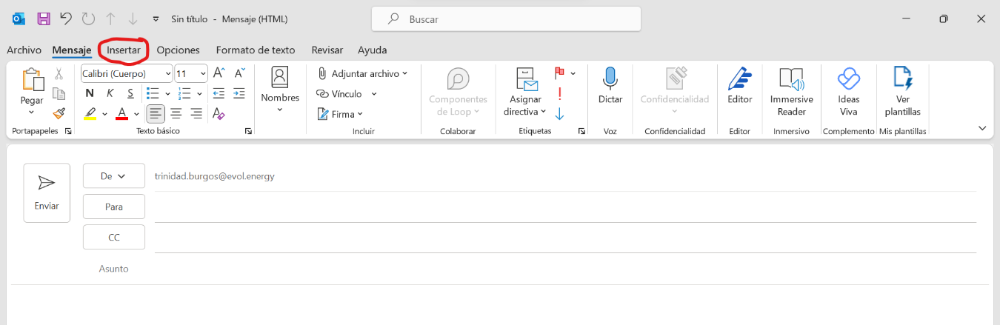 Sin título - Mensaje (HTML)
Buscar
Archivo Mensaje Insertar Opciones Formato de texto Revisar Ayuda
Pegar
Portapapeles
Calibri (Cuerpo) 11
N K S
Texto básico
Nombres
Adjuntar archivo
Vínculo
Firma
Incluir
Componentes
de Loop
Colaborar
Asignar
directiva
Etiquetas
Dictar
Voz
Confidencialidad
Confidencialidad
Editor
Editor
Immersive
Reader
Inmersivo
Ideas
Viva
Complemento
Ver
plantillas
Mis plantillas
Enviar
De trinidad.burgos@evol.energy
Para
CC
Asunto